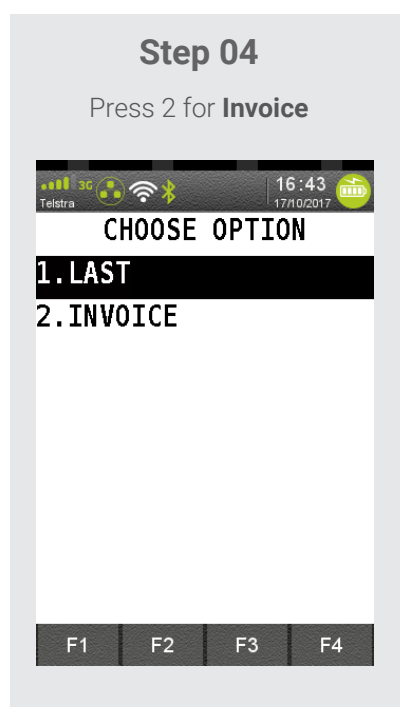 Step 04
Press 2 for Invoice
3G
16:43
Telstra
17/10/2017
CHOOSE OPTION
1.LAST
2.INVOICE
F1 F2 F3 F4